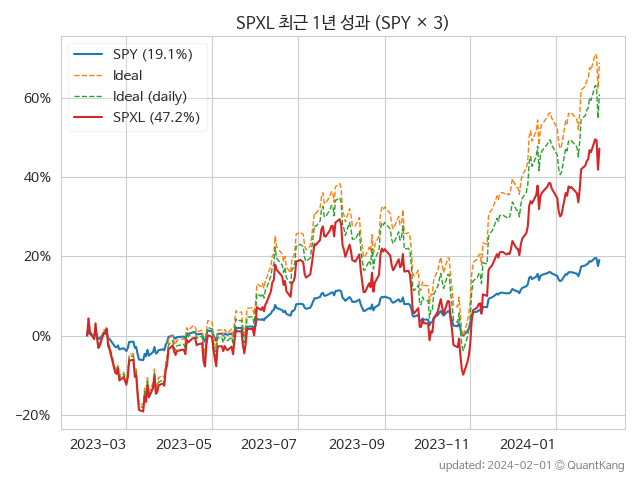 SPXL 최근 1년 성과 (SPY × 3)
SPY (19.1%)
Ideal
Ideal (daily)
SPXL (47.2%)
60%
40%
20%
0%
−20%
2023−03 2023−05 2023−07 2023−09 2023−11 2024−01
updated: 2024-02-01 © QuantKang